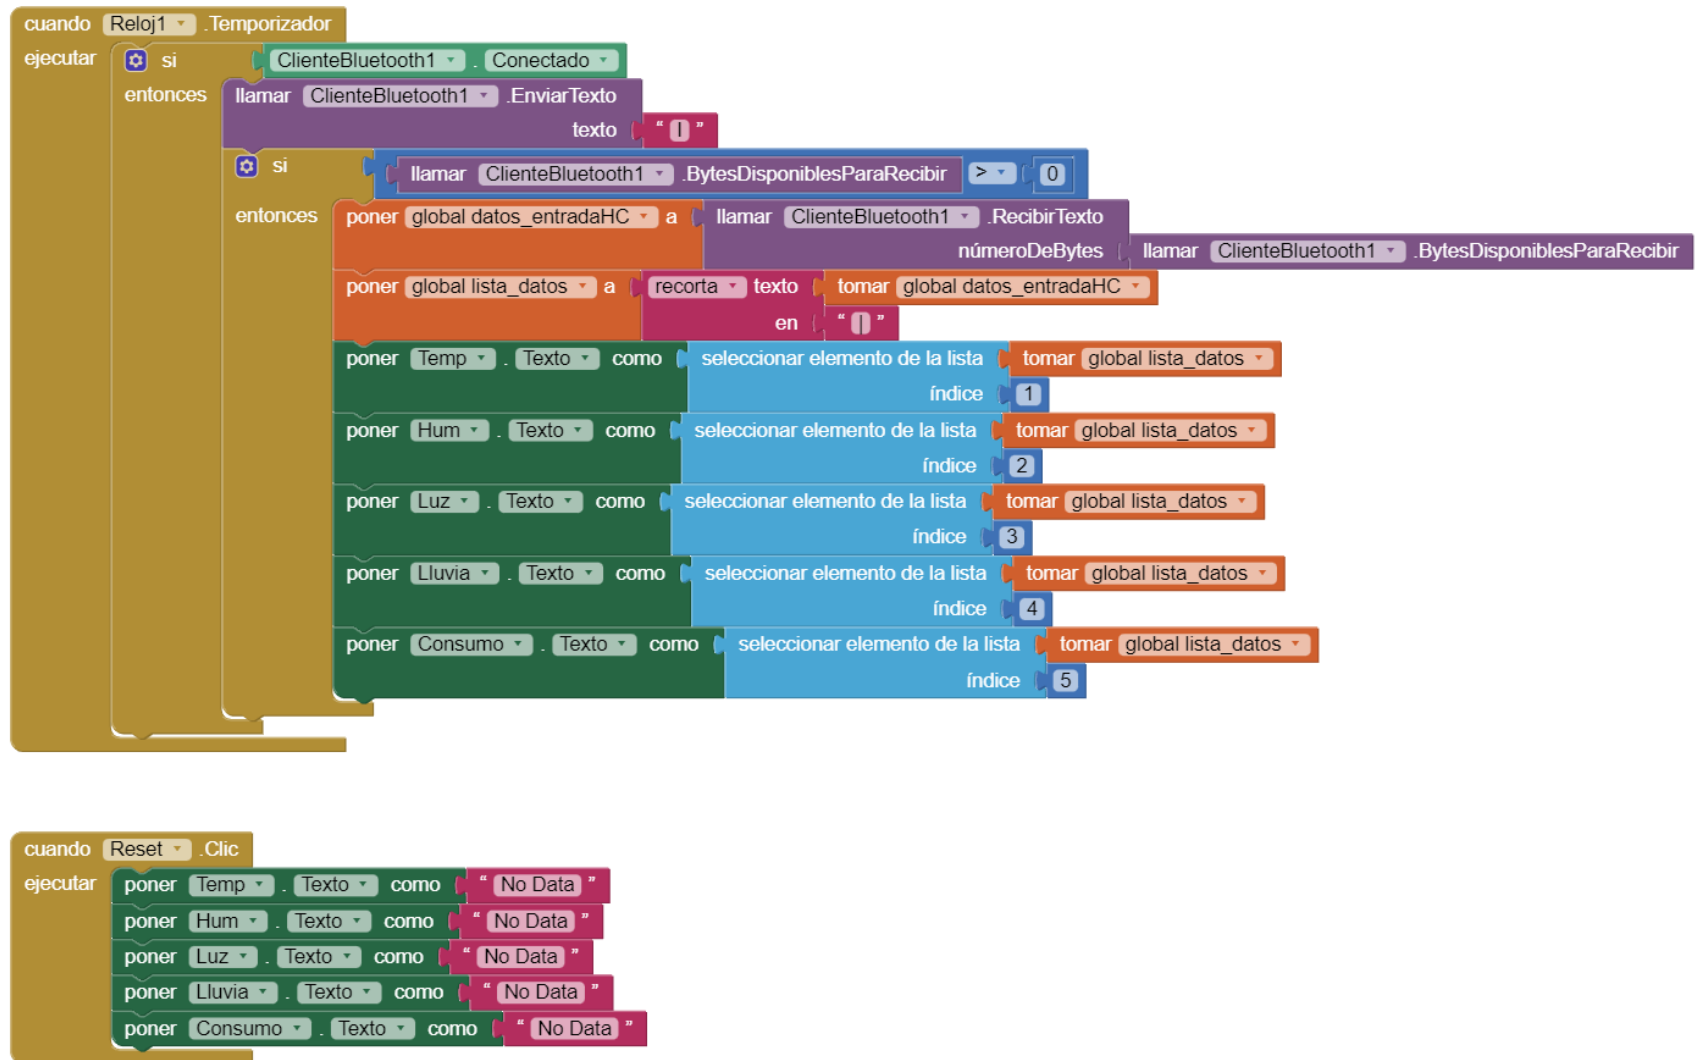 cuando Reloj1 .Temporizador
ejecutar si ClienteBluetooth1 . Conectado
entonces llamar ClienteBluetooth1 .EnviarTexto
texto “ | ”
si llamar ClienteBluetooth1 .BytesDisponiblesParaRecibir > 0
entonces poner global datos_entradaHC a llamar ClienteBluetooth1 .RecibirTexto
númeroDeBytes llamar ClienteBluetooth1 .BytesDisponiblesParaRecibir
poner global lista_datos a recorta texto tomar global datos_entradaHC
en “ | ”
poner Temp . Texto como seleccionar elemento de la lista tomar global lista_datos
índice 1
poner Hum . Texto como seleccionar elemento de la lista tomar global lista_datos
índice 2
poner Luz . Texto como seleccionar elemento de la lista tomar global lista_datos
índice 3
poner Lluvia . Texto como seleccionar elemento de la lista tomar global lista_datos
índice 4
poner Consumo . Texto como seleccionar elemento de la lista tomar global lista_datos
índice 5
cuando Reset .Clic
ejecutar poner Temp . Texto como “ No Data ”
poner Hum . Texto como “ No Data ”
poner Luz . Texto como “ No Data ”
poner Lluvia . Texto como “ No Data ”
poner Consumo . Texto como “ No Data ”